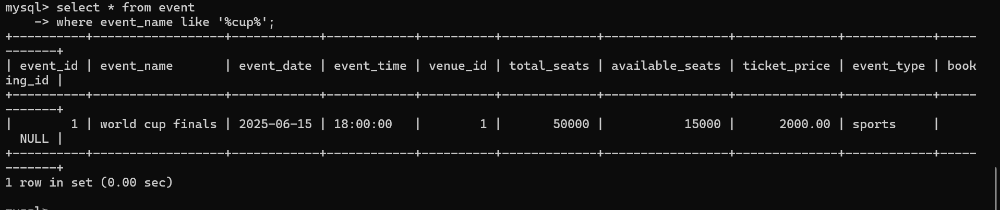 mysql> select * from event
    -> where event_name like '%cup%';
+----------+------------------+------------+------------+----------+-------------+-----------------+--------------+------------+-----
-------+
| event_id | event_name       | event_date | event_time | venue_id | total_seats | available_seats | ticket_price | event_type | book
ing_id |
+----------+------------------+------------+------------+----------+-------------+-----------------+--------------+------------+-----
-------+
|        1 | world cup finals | 2025-06-15 | 18:00:00   |        1 |       50000 |           15000 |      2000.00 | sports     |
  NULL |
+----------+------------------+------------+------------+----------+-------------+-----------------+--------------+------------+-----
-------+
1 row in set (0.00 sec)
mysql>